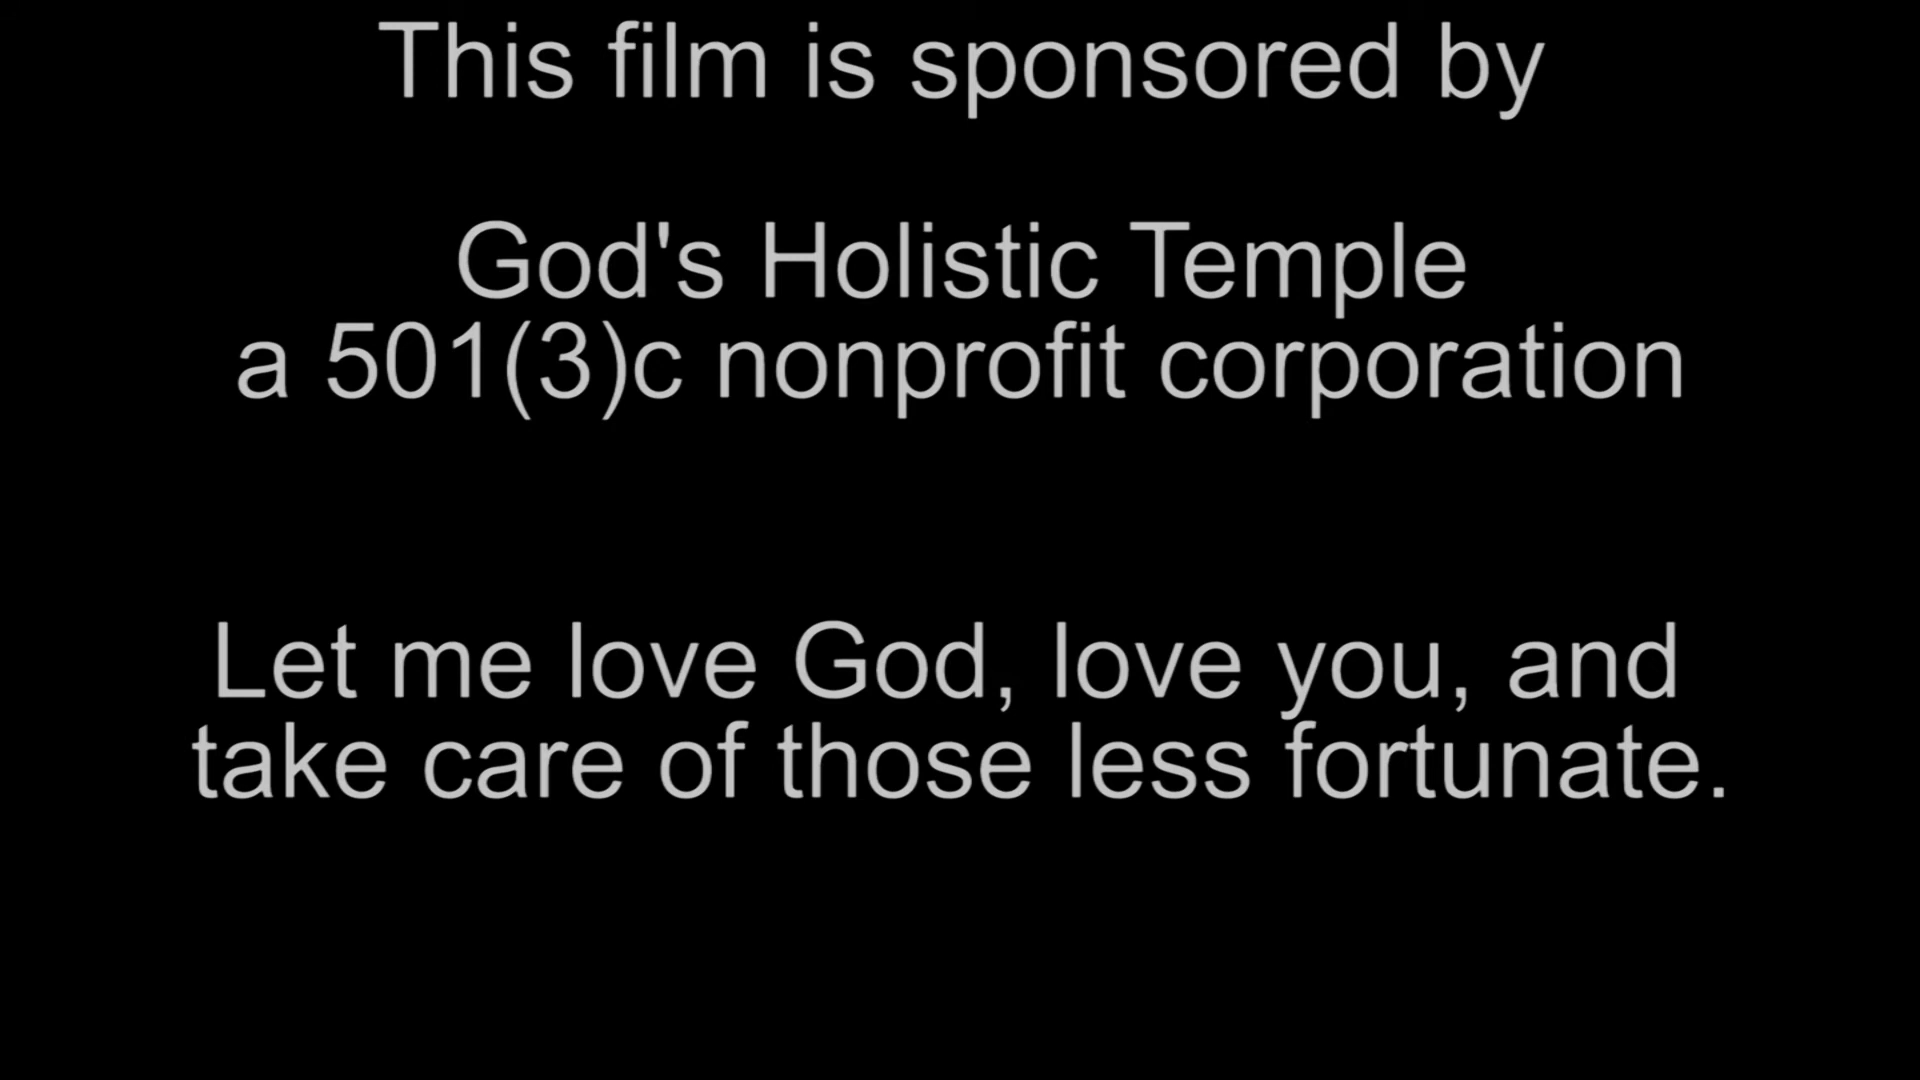 This film is sponsored by
God's Holistic Temple
a 501(3)c nonprofit corporation
Let me love God, love you, and
take care of those less fortunate.